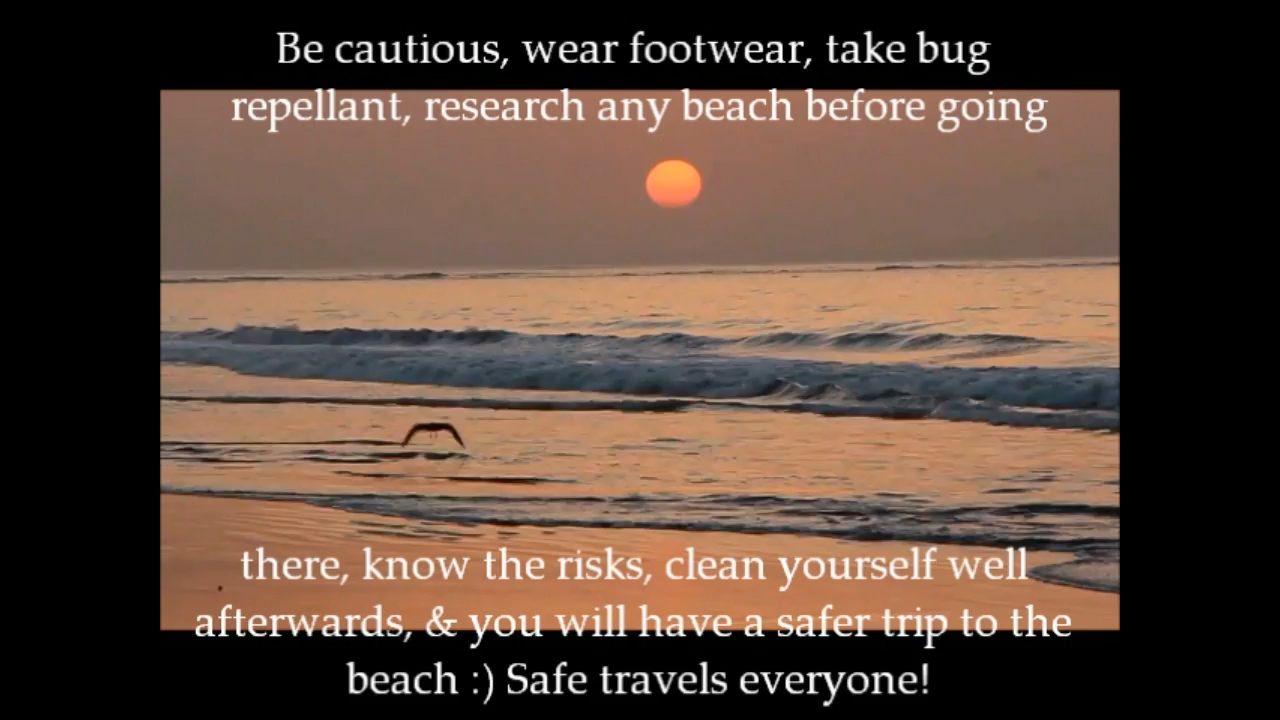 Be cautious, wear footwear, take bug
repellant, research any beach before going
there, know the risks, clean yourself well
afterwards, & you will have a safer trip to the
beach :) Safe travels everyone!